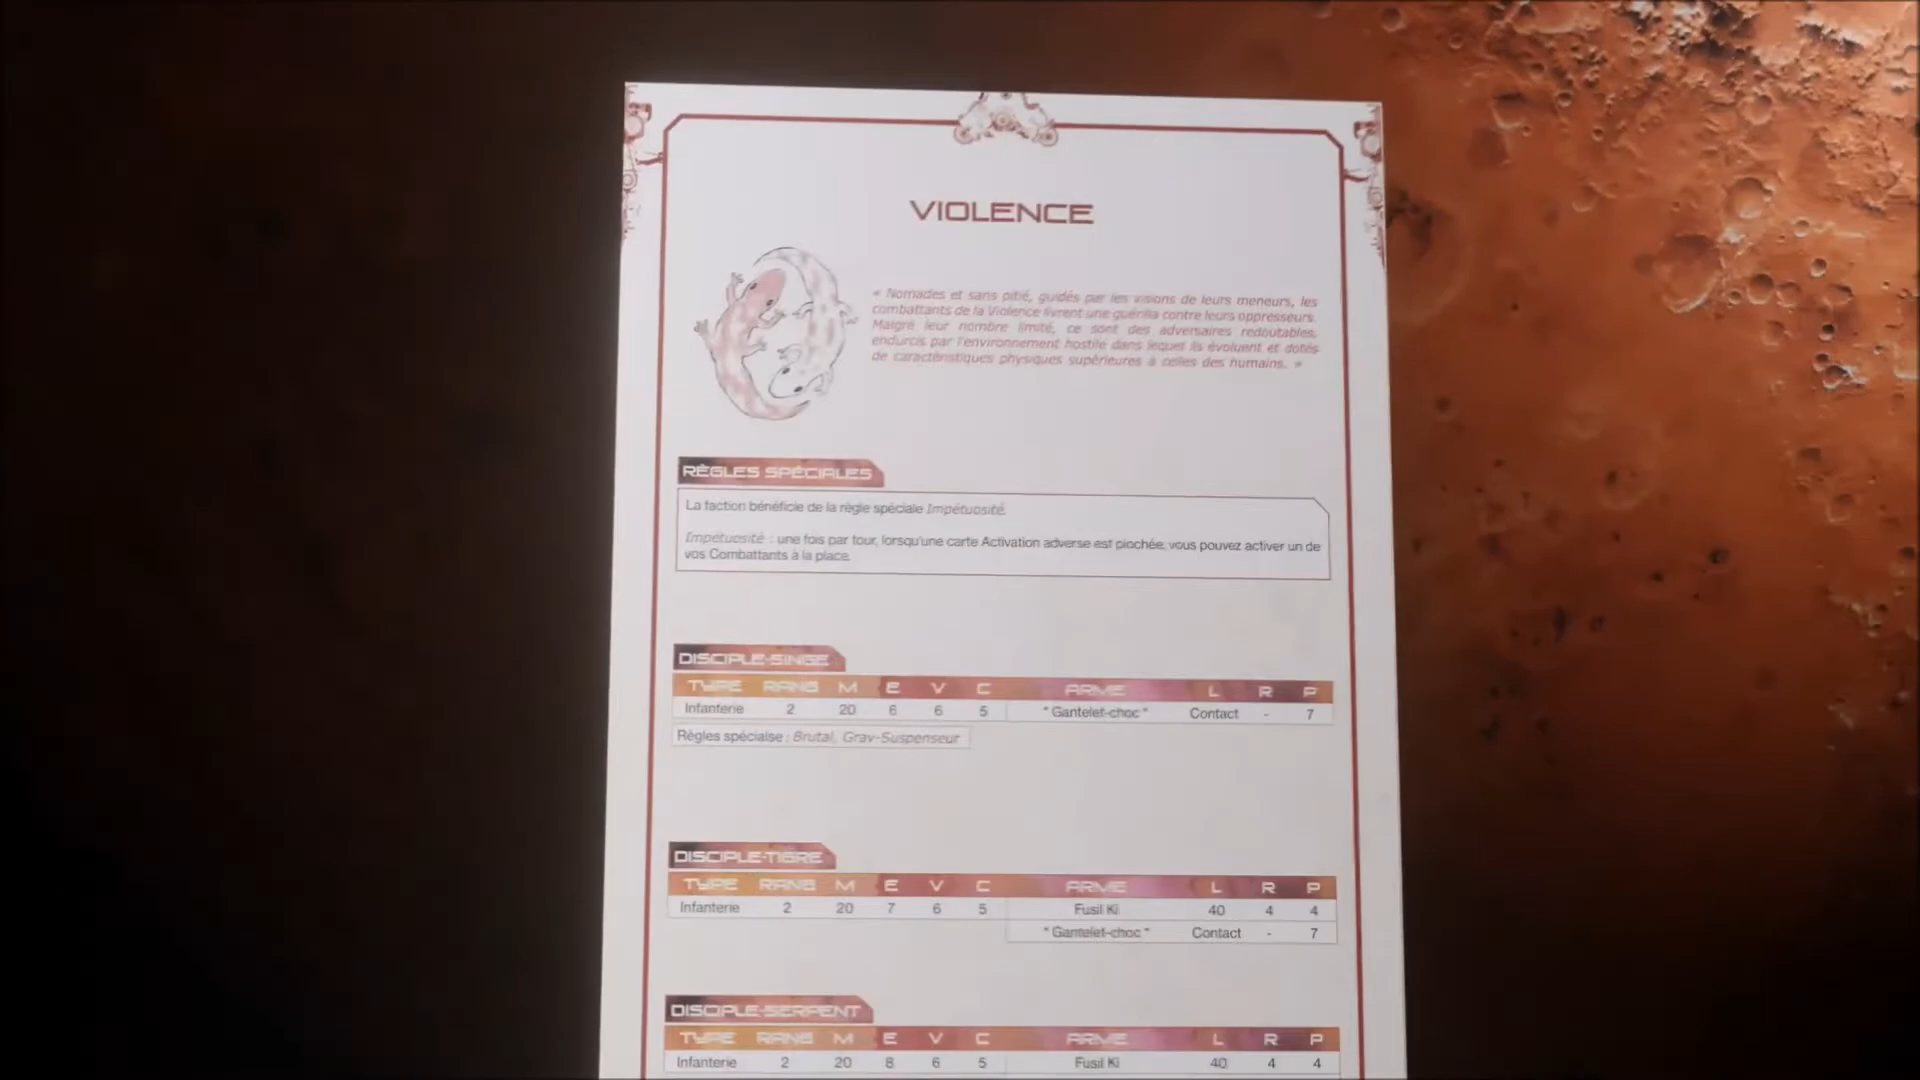 VIOLENCE
« Nomades et sans pitié, guidés par les visions de leurs meneurs, les
combattants de la Violence livrent une guérilla contre leurs oppresseurs.
Malgré leur nombre limité, ce sont des adversaires redoutables,
endurcis par l'environnement hostile dans lequel ils évoluent et dotés
de caractéristiques physiques supérieures à celles des humains. »
RÈGLES SPÉCIALES
La faction bénéficie de la règle spéciale Impétuosité.
Impétuosité : une fois par tour, lorsqu'une carte Activation adverse est piochée, vous pouvez activer un de
vos Combattants à la place.
DISCIPLE-SINGE
TYPE RANG M E V C ARME L R P
Infanterie 2 20 6 6 5 "Gantelet-choc" Contact - 7
Règles spécialse : Brutal, Grav-Suspenseur
DISCIPLE-TIGRE
TYPE RANG M E V C ARME L R P
Infanterie 2 20 7 6 5 Fusil Ki 40 4 4
"Gantelet-choc" Contact - 7
DISCIPLE-SERPENT
TYPE RANG M E V C ARME L R P
Infanterie 2 20 8 6 5 Fusil Ki 40 4 4